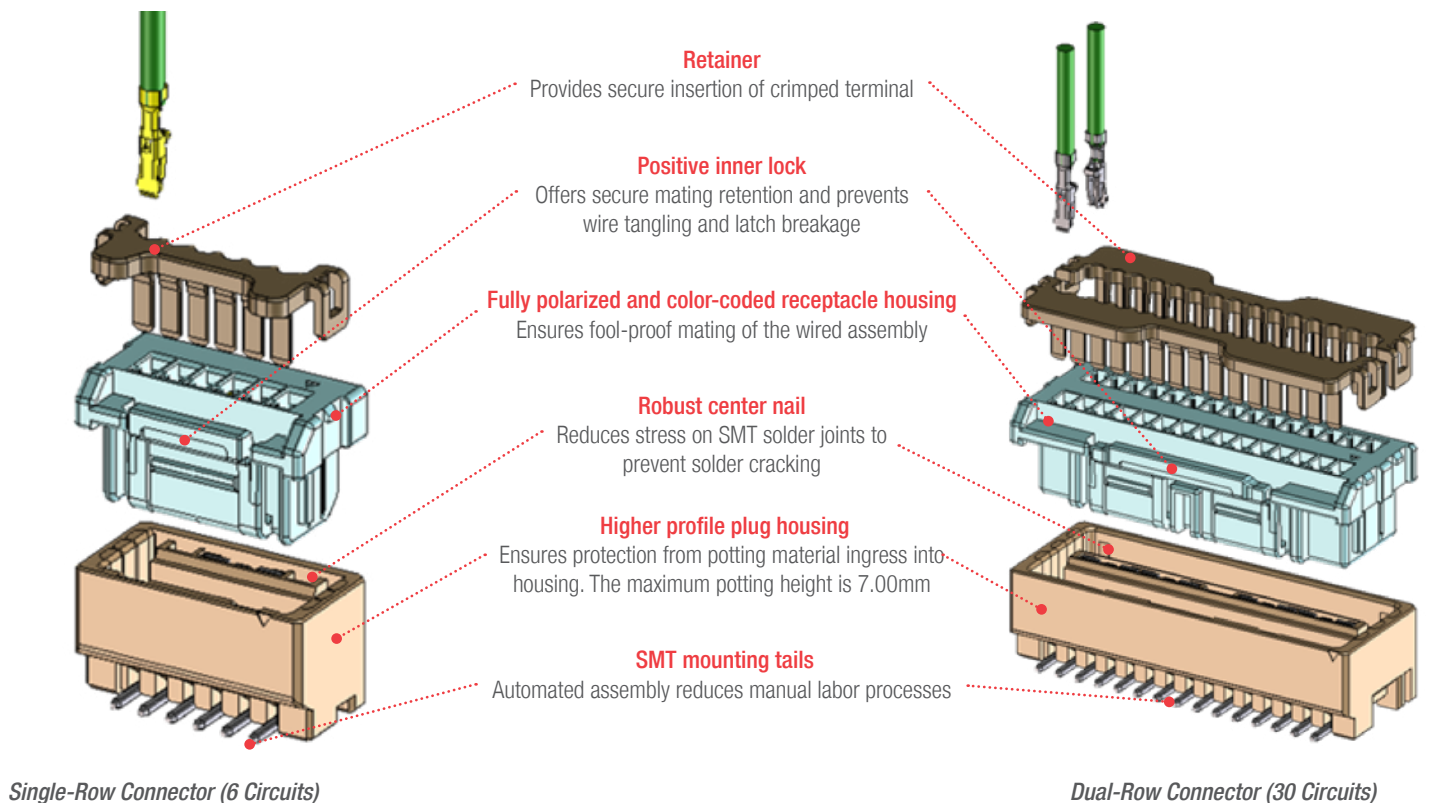 Retainer
Provides secure insertion of crimped terminal
Positive inner lock
Offers secure mating retention and prevents
wire tangling and latch breakage
Fully polarized and color-coded receptacle housing
Ensures fool-proof mating of the wired assembly
Robust center nail
Reduces stress on SMT solder joints to
prevent solder cracking
Higher profile plug housing
Ensures protection from potting material ingress into
housing. The maximum potting height is 7.00mm
SMT mounting tails
Automated assembly reduces manual labor processes
Single-Row Connector (6 Circuits)
Dual-Row Connector (30 Circuits)